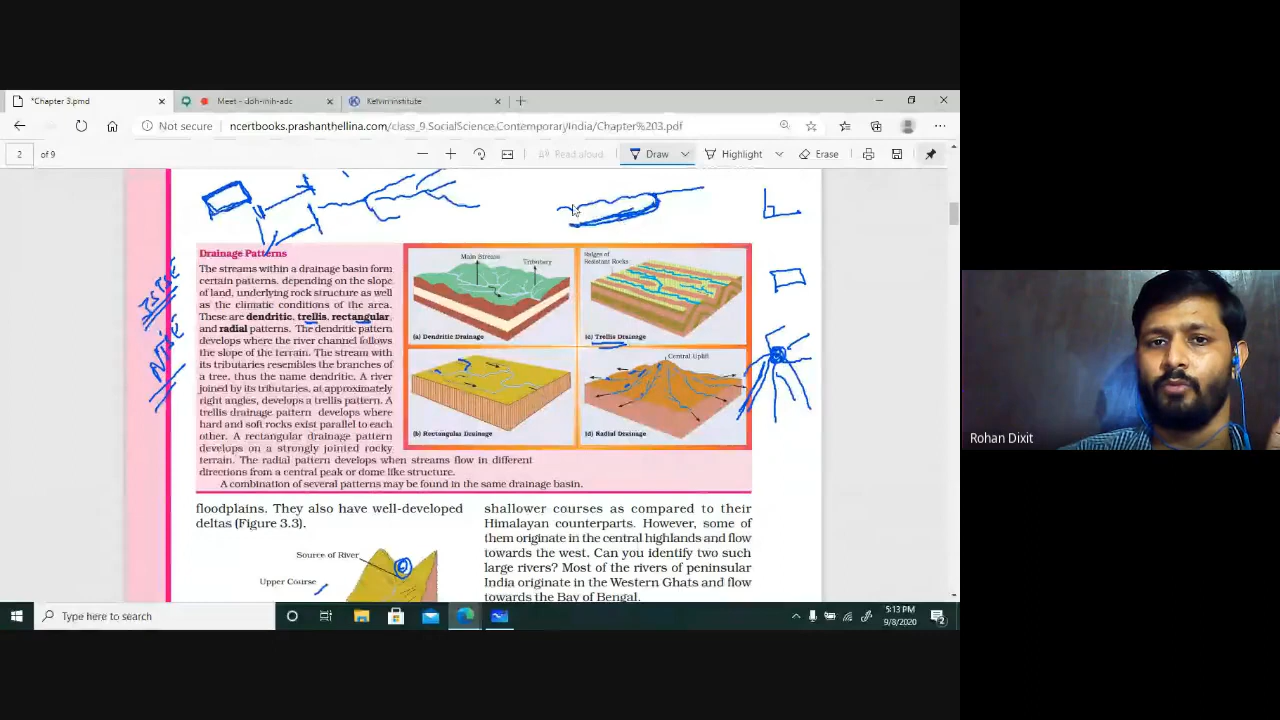 *Chapter 3.pmd
Meet - doh-inih-adc
Kelvin institute
Not secure
ncertbooks.prashanthellina.com/class_9.SocialScience.ContemporaryIndia/Chapter%203.pdf
2 of 9
Read aloud
Draw
Highlight
Erase
Drainage Patterns
The streams within a drainage basin form
certain patterns, depending on the slope
of land, underlying rock structure as well
as the climatic conditions of the area.
These are dendritic, trellis, rectangular,
and radial patterns. The dendritic pattern
develops where the river channel follows
the slope of the terrain. The stream with
its tributaries resembles the branches of
a tree, thus the name dendritic. A river
joined by its tributaries, at approximately
right angles, develops a trellis pattern. A
trellis drainage pattern develops where
hard and soft rocks exist parallel to each
other. A rectangular drainage pattern
develops on a strongly jointed rocky
terrain. The radial pattern develops when streams flow in different
directions from a central peak or dome like structure.
A combination of several patterns may be found in the same drainage basin.
Main Stream
Tributary
(a) Dendritic Drainage
Ridges of
Resistant Rocks
(c) Trellis Drainage
(b) Rectangular Drainage
Central Uplift
(d) Radial Drainage
floodplains. They also have well-developed
deltas (Figure 3.3).
Source of River
Upper Course
shallower courses as compared to their
Himalayan counterparts. However, some of
them originate in the central highlands and flow
towards the west. Can you identify two such
large rivers? Most of the rivers of peninsular
India originate in the Western Ghats and flow
towards the Bay of Bengal.
Type here to search
5:13 PM
9/8/2020
2
Rohan Dixit